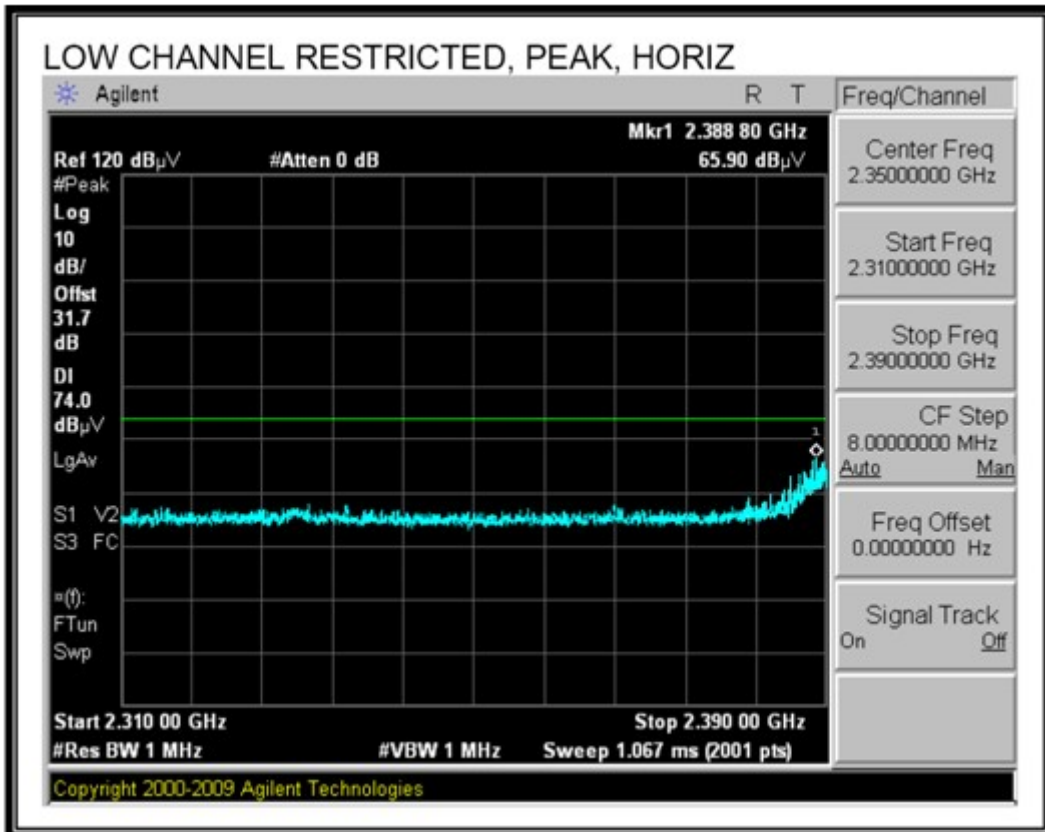 LOW CHANNEL RESTRICTED, PEAK, HORIZ
Agilent R T
Mkr1 2.388 80 GHz
Ref 120 dBµV #Atten 0 dB 65.90 dBµV
#Peak
Log
10
dB/
Offst
31.7
dB
DI
74.0
dBµV
LgAv
1
S1 V2
S3 FC
¤(f):
FTun
Swp
Start 2.310 00 GHz Stop 2.390 00 GHz
#Res BW 1 MHz #VBW 1 MHz Sweep 1.067 ms (2001 pts)
Copyright 2000-2009 Agilent Technologies
Freq/Channel
Center Freq
2.35000000 GHz
Start Freq
2.31000000 GHz
Stop Freq
2.39000000 GHz
CF Step
8.00000000 MHz
Auto Man
Freq Offset
0.00000000 Hz
Signal Track
On Off